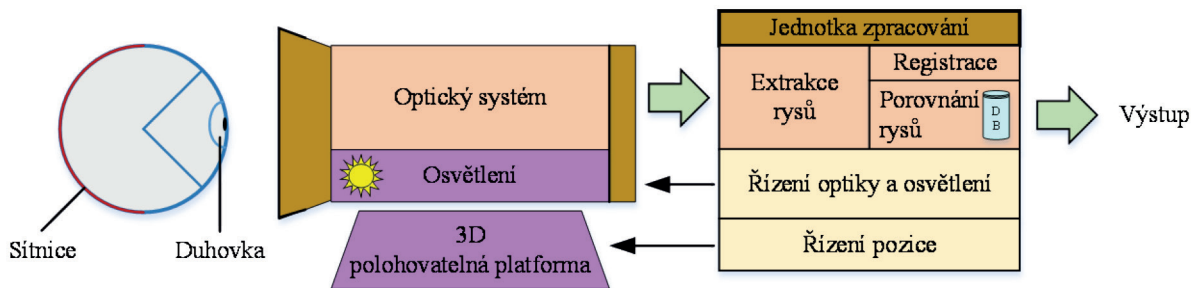 Sítnice
Duhovka
Optický systém
Osvětlení
3D
polohovatelná platforma
Jednotka zpracování
Extrakce
rysů
Registrace
Porovnání
rysů
D
B
Řízení optiky a osvětlení
Řízení pozice
Výstup